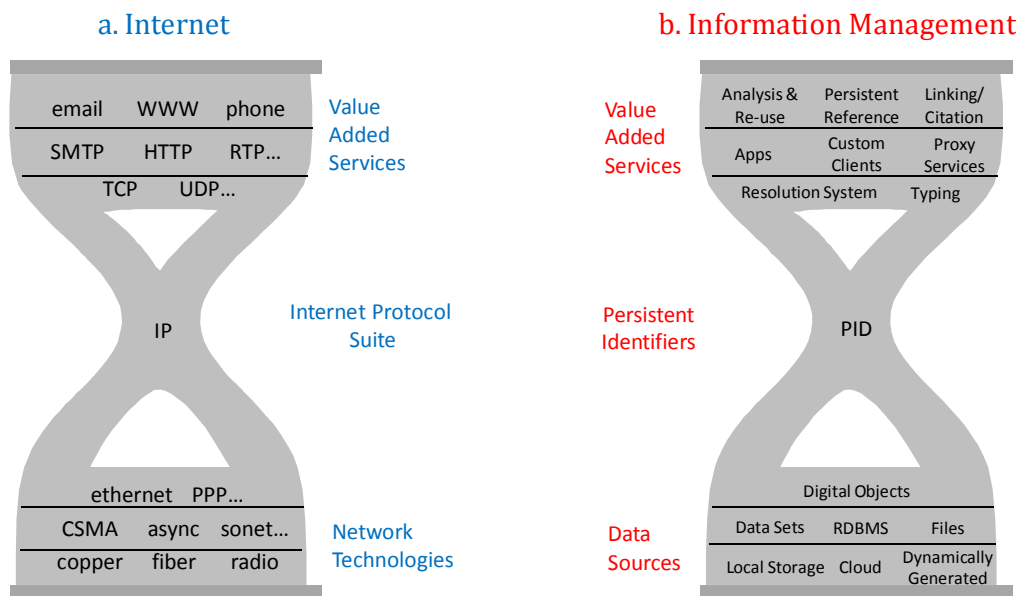 a. Internet
email WWW phone
SMTP HTTP RTP...
TCP UDP...
Value
Added
Services
IP
Internet Protocol
Suite
ethernet PPP...
CSMA async sonet...
copper fiber radio
Network
Technologies
b. Information Management
Value
Added
Services
Analysis &
Re-use
Persistent
Reference
Linking/
Citation
Apps
Custom
Clients
Proxy
Services
Resolution System Typing
Persistent
Identifiers
PID
Digital Objects
Data
Sources
Data Sets RDBMS Files
Local Storage Cloud
Dynamically
Generated